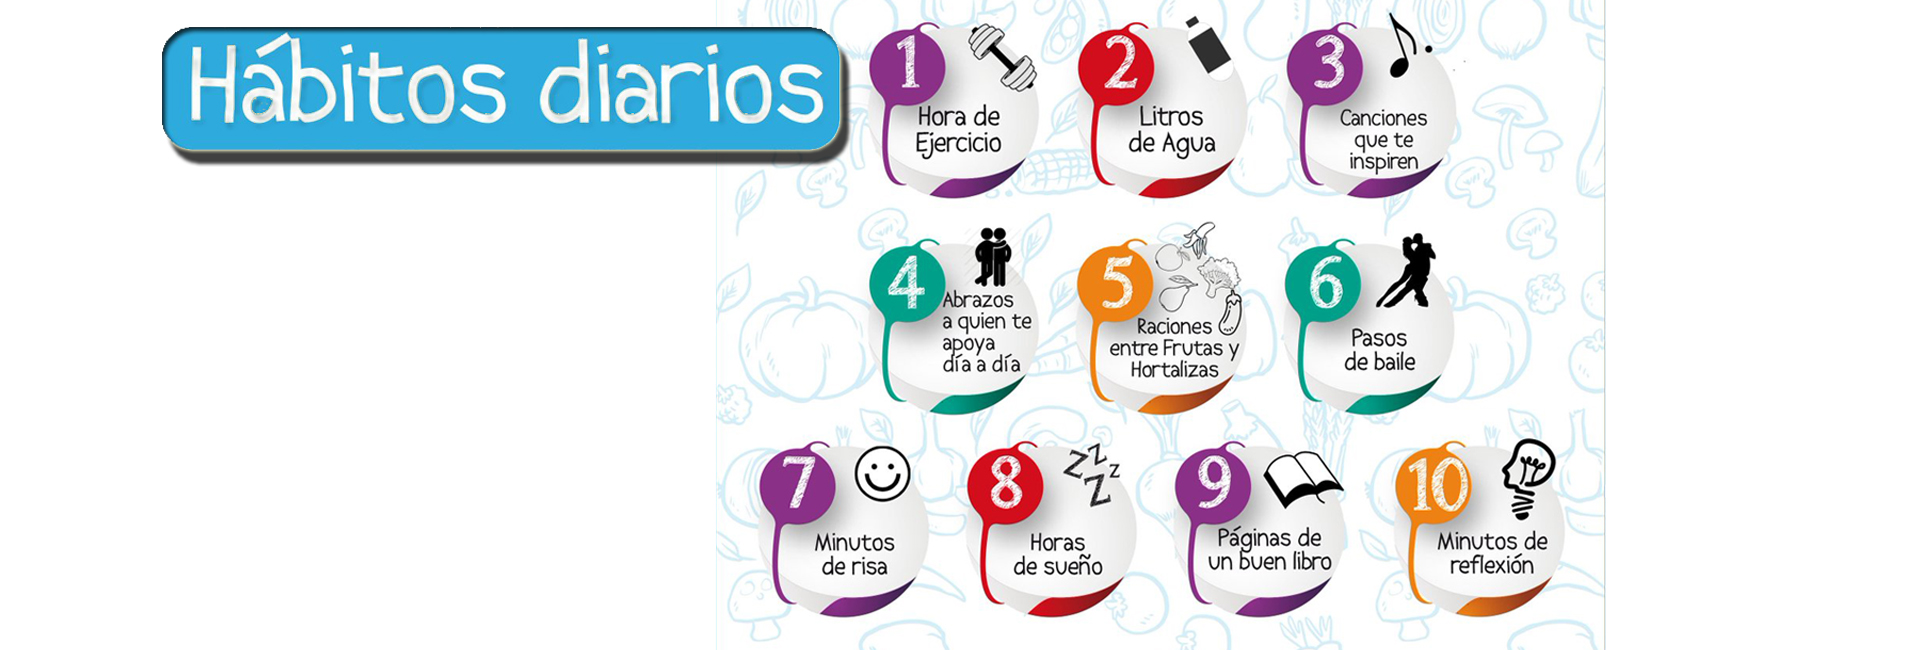 Hábitos diarios
1
Hora de
Ejercicio
2
Litros
de Agua
3
Canciones
que te
inspiren
4
Abrazos
a quien te
apoya
día a día
5
Raciones
entre Frutas y
Hortalizas
6
Pasos
de baile
7
Minutos
de risa
8
zzzz
Horas
de sueño
9
Páginas de
un buen libro
10
Minutos de
reflexión